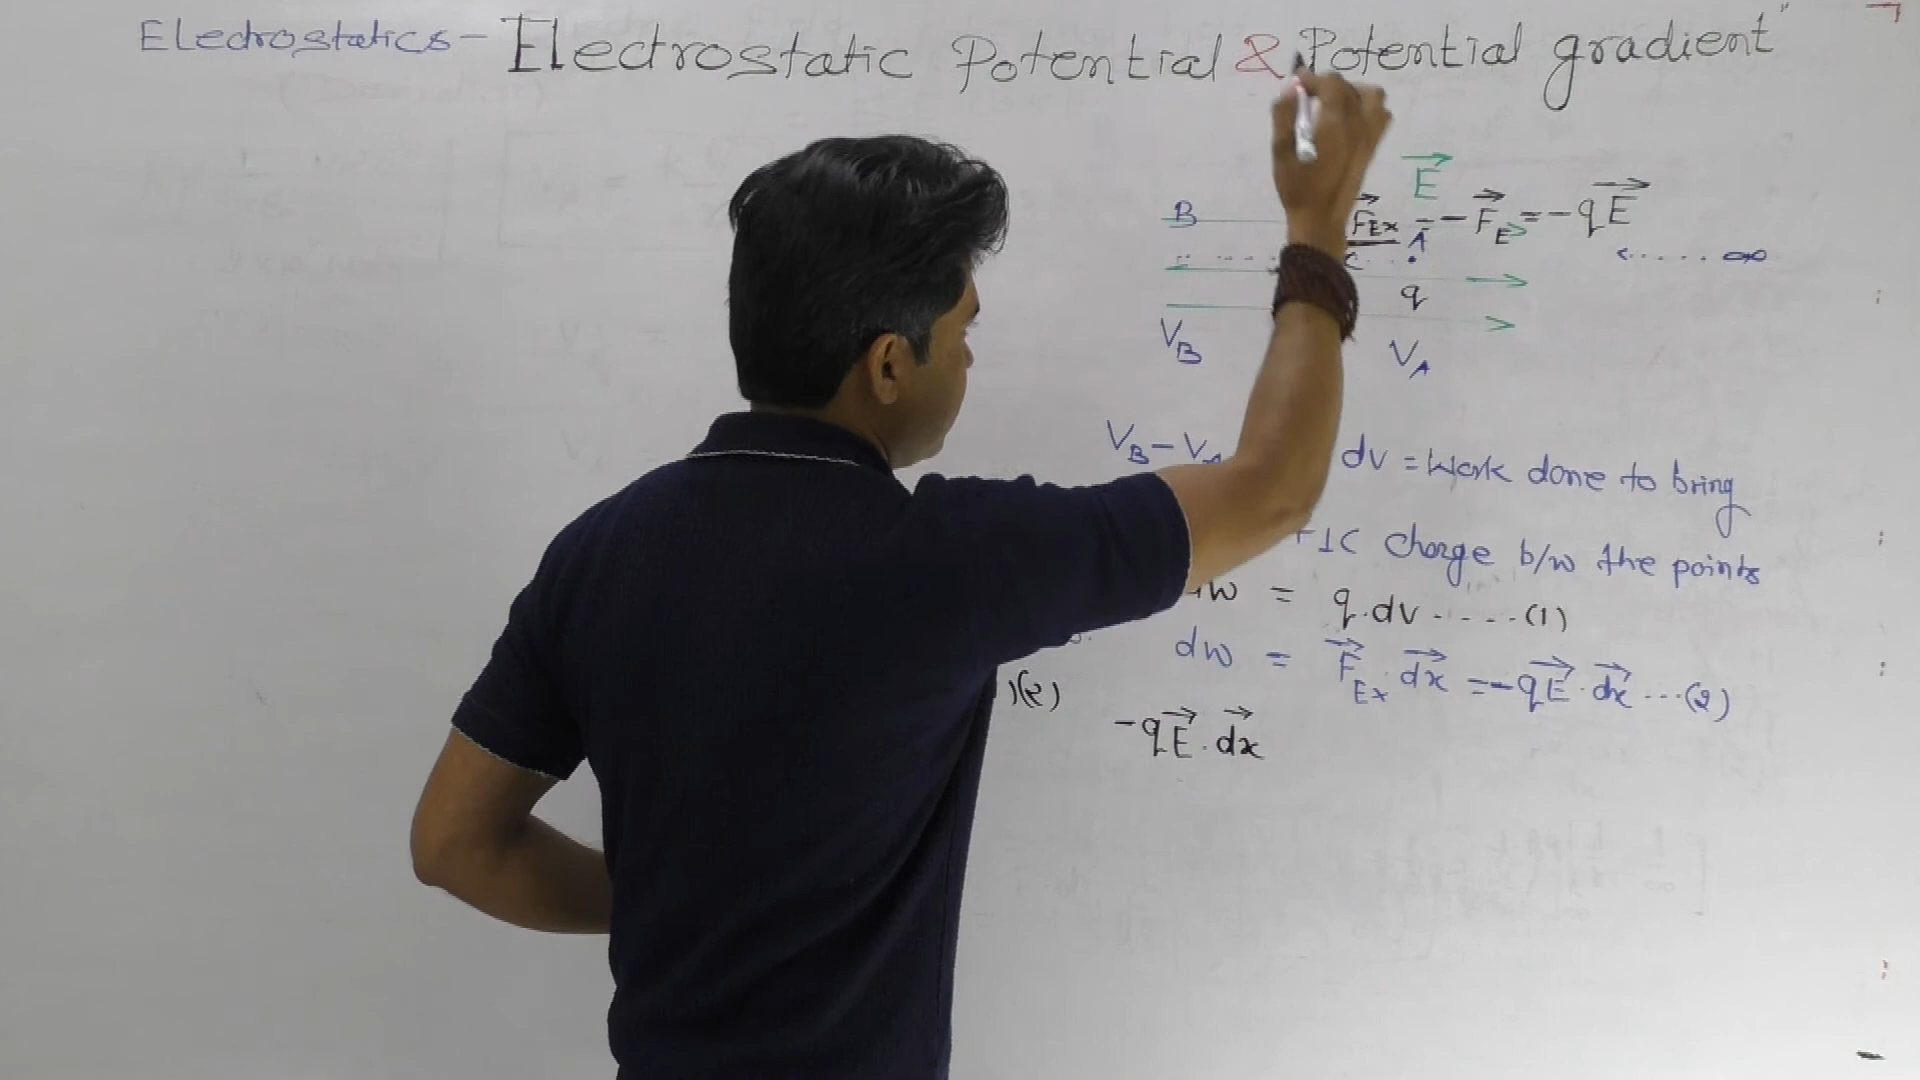 Electrostatics - Electrostatic Potential & Potential gradient"
E
B FEx = -FE = -qE
A <..... ∞
q
VB VA
VB - VA dv = Work done to bring
+1C charge b/w the points
dw = q.dv ..... (1)
dw = FEx.dx = -qE.dx ...(2)
)(2) -qE.dx